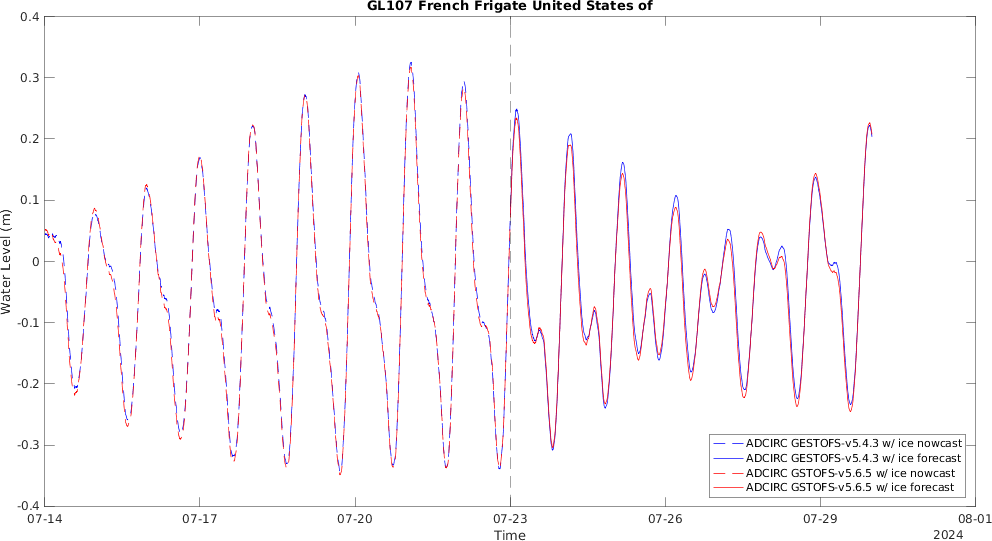 GL107 French Frigate United States of
0.4
0.3
0.2
0.1
0
-0.1
-0.2
-0.3
-0.4
Water Level (m)
07-14 07-17 07-20 07-23 07-26 07-29 08-01
Time
2024
ADCIRC GESTOFS-v5.4.3 w/ ice nowcast
ADCIRC GESTOFS-v5.4.3 w/ ice forecast
ADCIRC GSTOFS-v5.6.5 w/ ice nowcast
ADCIRC GSTOFS-v5.6.5 w/ ice forecast